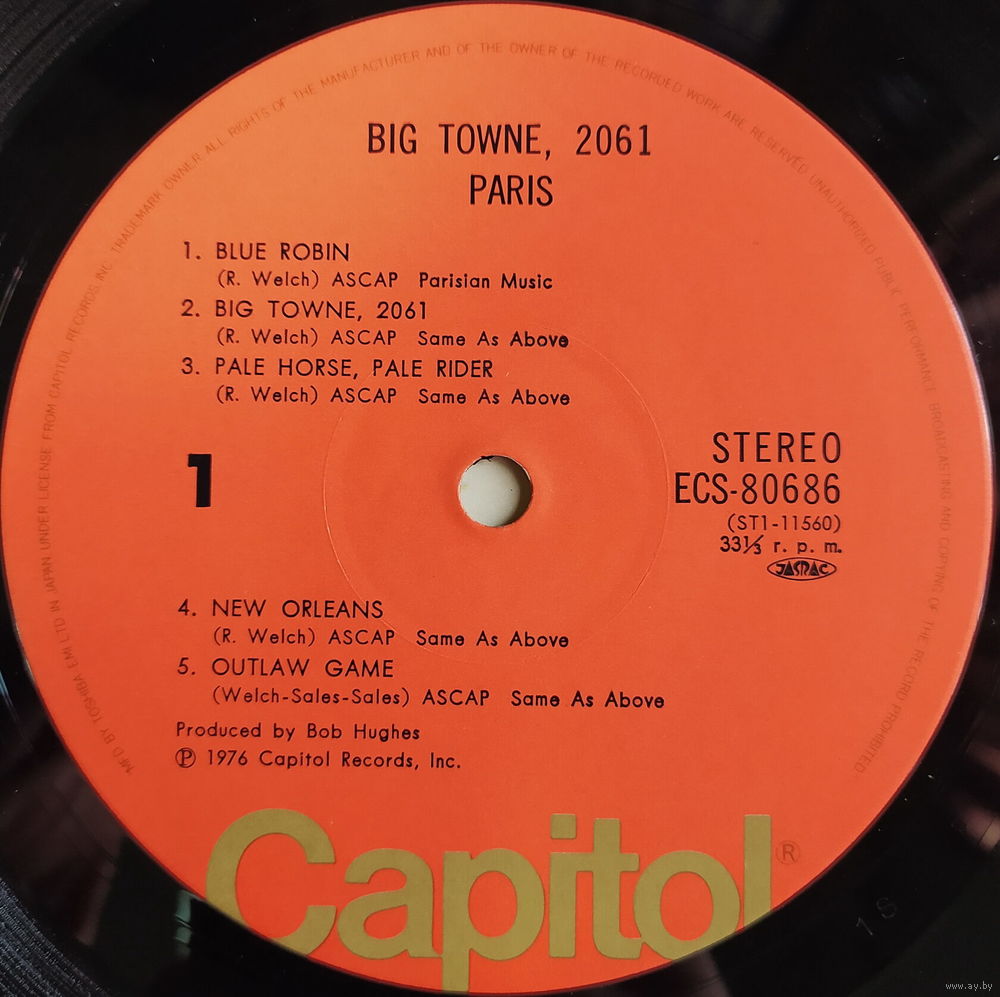 MFD BY TOSHIBA EMI LTD IN JAPAN UNDER LICENSE FROM CAPITOL RECORDS, INC. TRADEMARK OWNER ALL RIGHTS OF THE MANUFACTURER AND OF THE OWNER OF THE RECORDED WORK ARE RESERVED UNAUTHORIZED PUBLIC PERFORMANCE BROADCASTING AND COPYING OF THE RECORD PROHIBITED.
BIG TOWNE, 2061
PARIS
1. BLUE ROBIN
(R. Welch) ASCAP Parisian Music
2. BIG TOWNE, 2061
(R. Welch) ASCAP Same As Above
3. PALE HORSE, PALE RIDER
(R. Welch) ASCAP Same As Above
1
STEREO
ECS-80686
(ST1-11560)
33⅓ r. p. m.
JASRAC
4. NEW ORLEANS
(R. Welch) ASCAP Same As Above
5. OUTLAW GAME
(Welch-Sales-Sales) ASCAP Same As Above
Produced by Bob Hughes
℗ 1976 Capitol Records, Inc.
Capitol®
1 S
www.ay.by